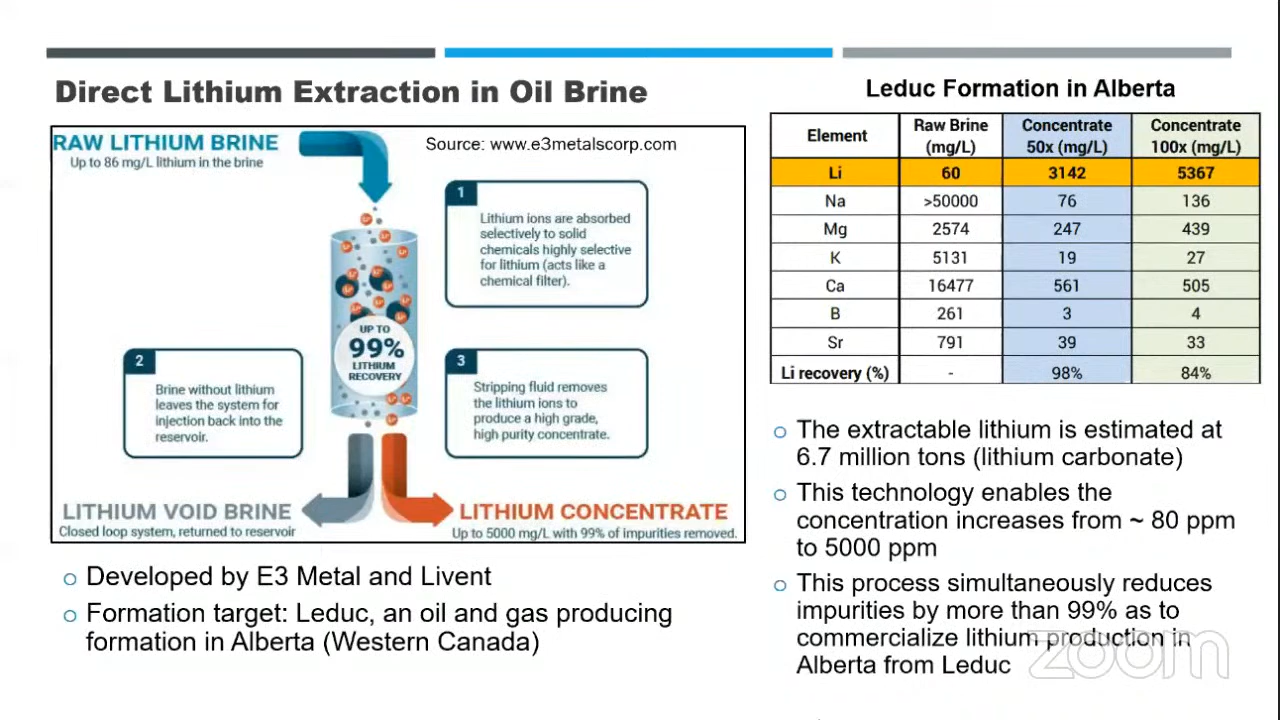 Direct Lithium Extraction in Oil Brine
RAW LITHIUM BRINE
Up to 86 mg/L lithium in the brine
Source: www.e3metalscorp.com
1
Lithium ions are absorbed
selectively to solid
chemicals highly selective
for lithium (acts like a
chemical filter).
UP TO
99%
LITHIUM
RECOVERY
2
Brine without lithium
leaves the system for
injection back into the
reservoir.
3
Stripping fluid removes
the lithium ions to
produce a high grade,
high purity concentrate.
LITHIUM VOID BRINE
Closed loop system, returned to reservoir
LITHIUM CONCENTRATE
Up to 5000 mg/L with 99% of impurities removed.
o Developed by E3 Metal and Livent
o Formation target: Leduc, an oil and gas producing
formation in Alberta (Western Canada)
Leduc Formation in Alberta
Element Raw Brine (mg/L) Concentrate 50x (mg/L) Concentrate 100x (mg/L)
Li 60 3142 5367
Na >50000 76 136
Mg 2574 247 439
K 5131 19 27
Ca 16477 561 505
B 261 3 4
Sr 791 39 33
Li recovery (%) - 98% 84%
o The extractable lithium is estimated at
6.7 million tons (lithium carbonate)
o This technology enables the
concentration increases from ~ 80 ppm
to 5000 ppm
o This process simultaneously reduces
impurities by more than 99% as to
commercialize lithium production in
Alberta from Leduc
zoom